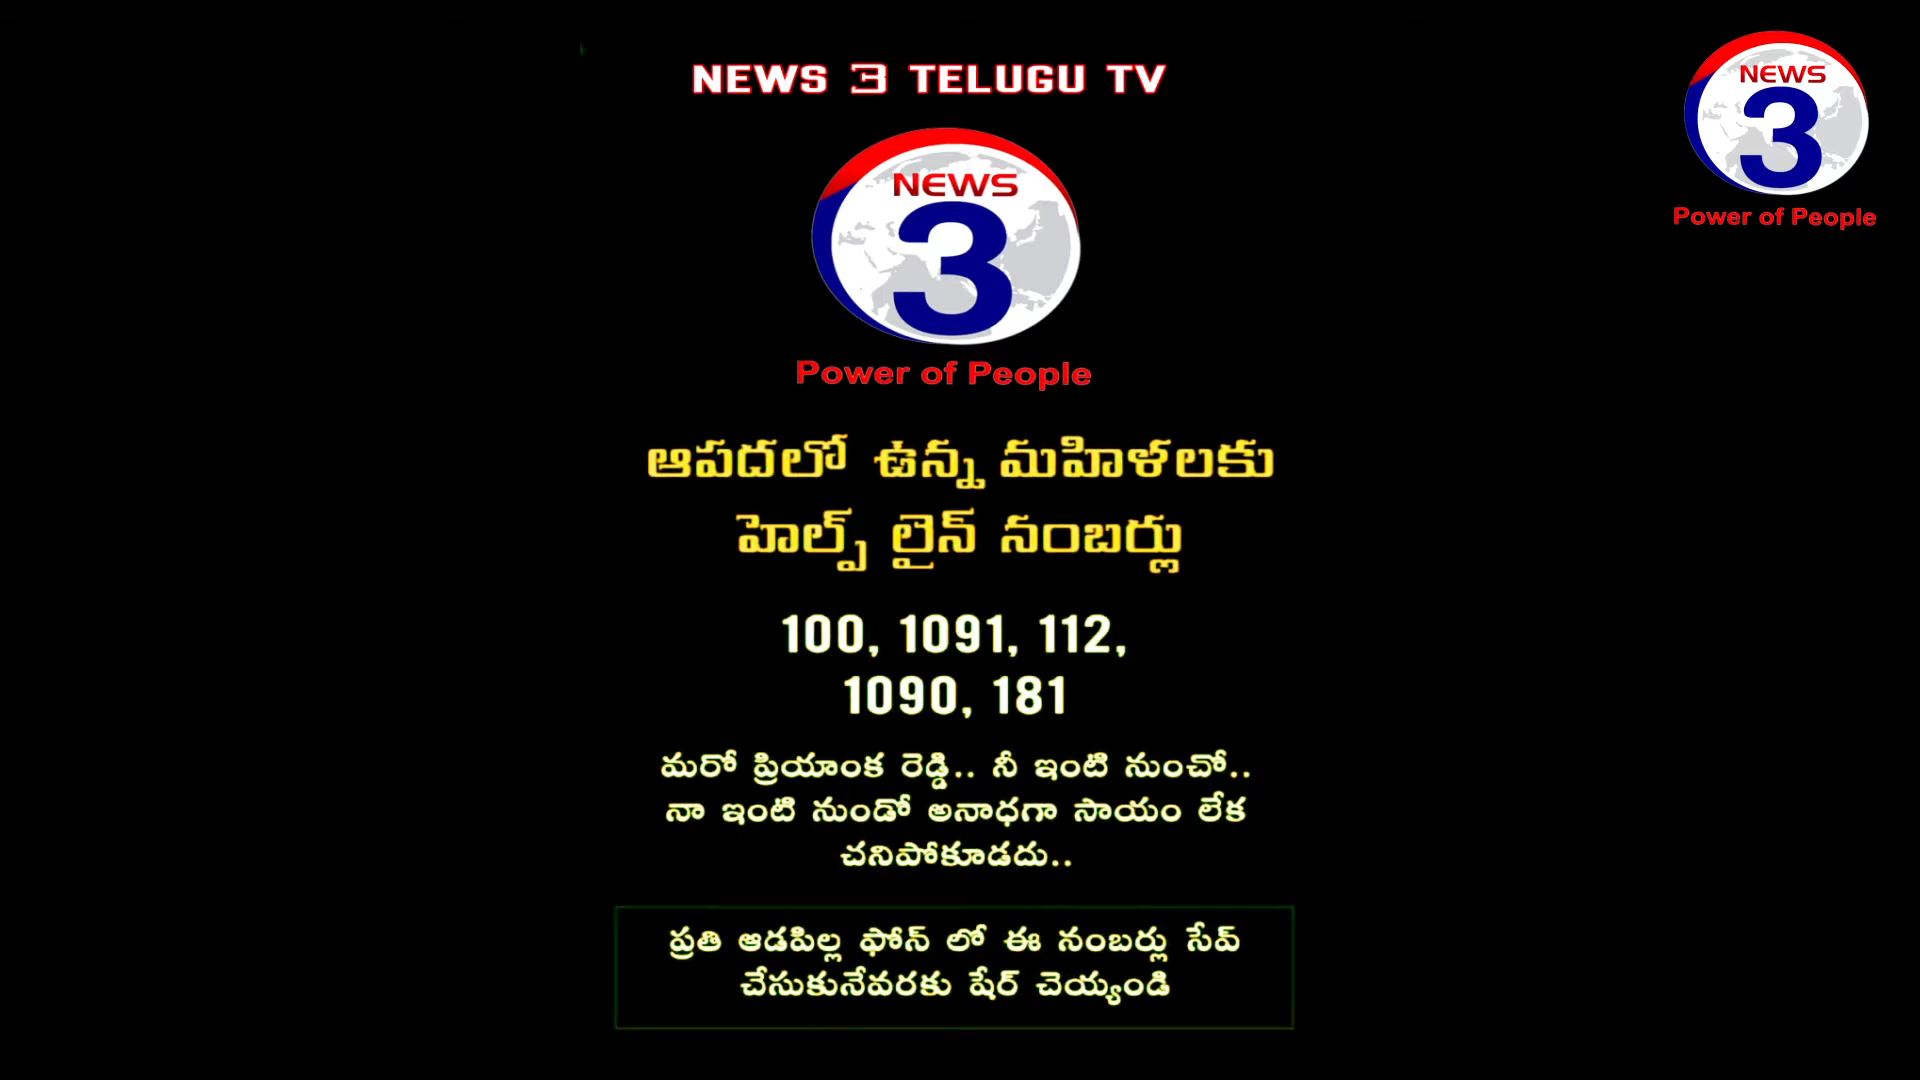 NEWS 3 TELUGU TV
NEWS
3
Power of People
NEWS
3
Power of People
ఆపదలో ఉన్న మహిళలకు
హెల్ప్ లైన్ నంబర్లు
100, 1091, 112,
1090, 181
మరో ప్రియాంక రెడ్డి.. నీ ఇంటి నుంచో..
నా ఇంటి నుండో అనాధగా సాయం లేక
చనిపోకూడదు..
ప్రతి ఆడపిల్ల ఫోన్ లో ఈ నంబర్లు సేవ్
చేసుకునేవరకు షేర్ చెయ్యండి